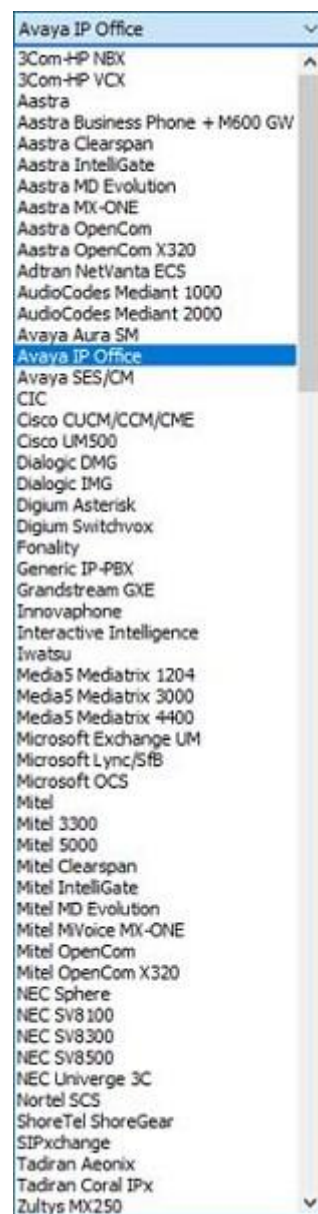 Avaya IP Office
3Com-HP NBX
3Com-HP VCX
Aastra
Aastra Business Phone + M600 GW
Aastra Clearspan
Aastra IntelliGate
Aastra MD Evolution
Aastra MX-ONE
Aastra OpenCom
Aastra OpenCom X320
Adtran NetVanta ECS
AudioCodes Mediant 1000
AudioCodes Mediant 2000
Avaya Aura SM
Avaya IP Office
Avaya SES/CM
CIC
Cisco CUCM/CCM/CME
Cisco UM500
Dialogic DMG
Dialogic IMG
Digium Asterisk
Digium Switchvox
Fonality
Generic IP-PBX
Grandstream GXE
Innovaphone
Interactive Intelligence
Iwatsu
Media5 Mediatrix 1204
Media5 Mediatrix 3000
Media5 Mediatrix 4400
Microsoft Exchange UM
Microsoft Lync/SfB
Microsoft OCS
Mitel
Mitel 3300
Mitel 5000
Mitel Clearspan
Mitel IntelliGate
Mitel MD Evolution
Mitel MiVoice MX-ONE
Mitel OpenCom
Mitel OpenCom X320
NEC Sphere
NEC SV8100
NEC SV8300
NEC SV8500
NEC Univerge 3C
Nortel SCS
ShoreTel ShoreGear
SIPxchange
Tadiran Aeonix
Tadiran Coral IPx
Zultys MX250